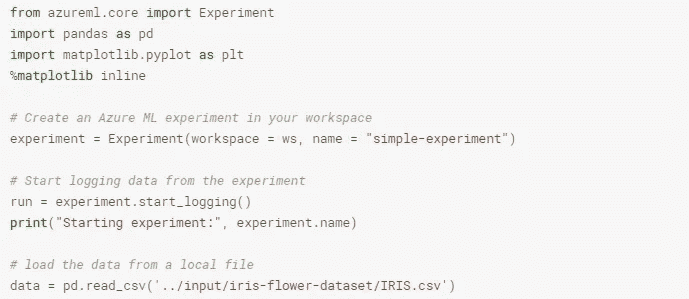 from azureml.core import Experiment
import pandas as pd
import matplotlib.pyplot as plt
%matplotlib inline
# Create an Azure ML experiment in your workspace
experiment = Experiment(workspace = ws, name = "simple-experiment")
# Start logging data from the experiment
run = experiment.start_logging()
print("Starting experiment:", experiment.name)
# load the data from a local file
data = pd.read_csv('../input/iris-flower-dataset/IRIS.csv')